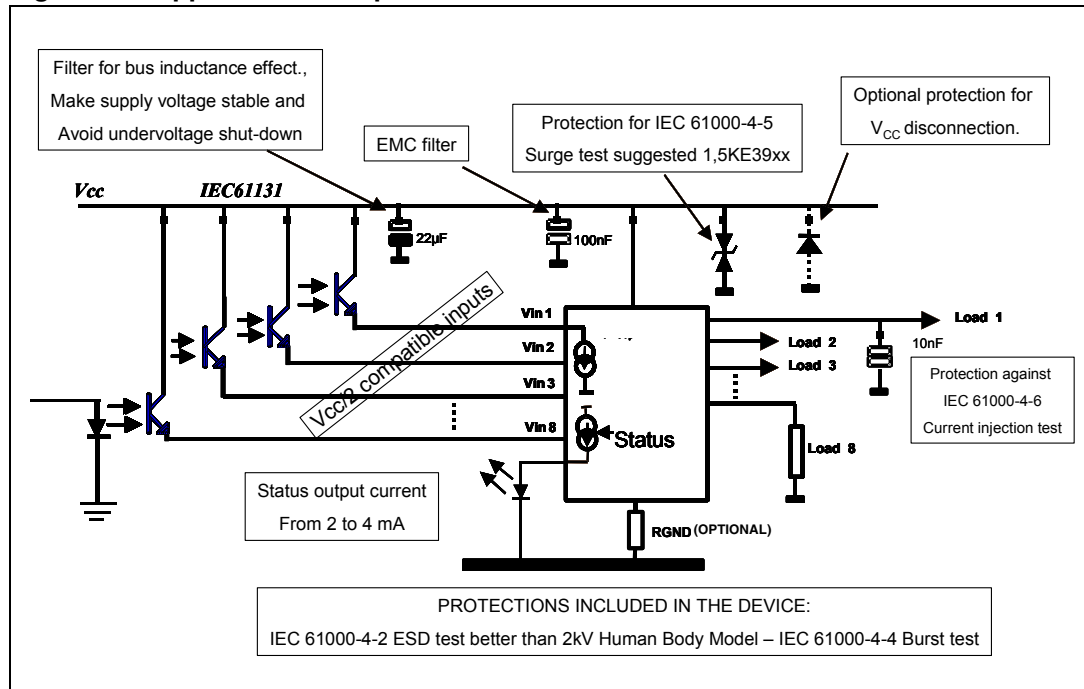 Filter for bus inductance effect.,
Make supply voltage stable and
Avoid undervoltage shut-down
EMC filter
Protection for IEC 61000-4-5
Surge test suggested 1,5KE39xx
Optional protection for
VCC disconnection.
Vcc
IEC61131
22µF
100nF
Vcc/2 compatible inputs
Vin 1
Vin 2
Vin 3
Vin 8
Status
Load 1
Load 2
Load 3
10nF
Protection against
IEC 61000-4-6
Current injection test
Load 8
Status output current
From 2 to 4 mA
RGND (OPTIONAL)
PROTECTIONS INCLUDED IN THE DEVICE:
IEC 61000-4-2 ESD test better than 2kV Human Body Model – IEC 61000-4-4 Burst test